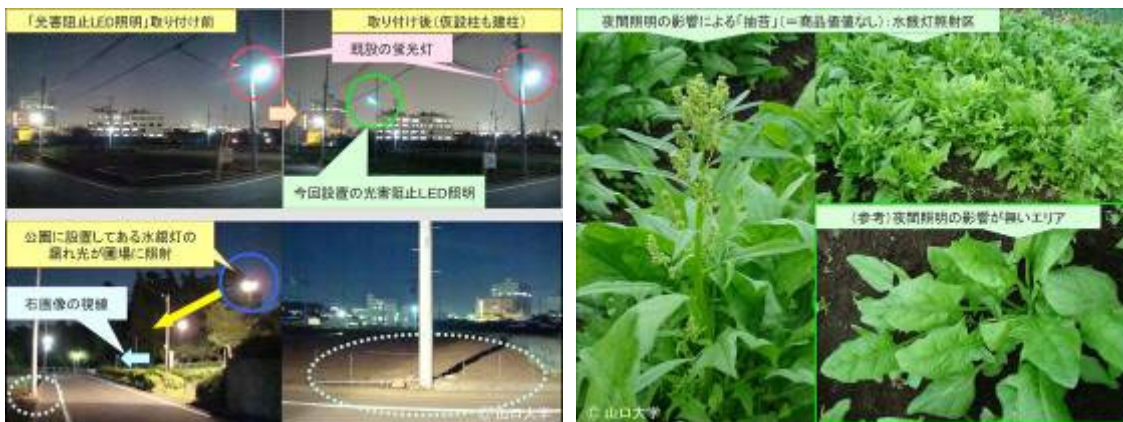 「光害阻止LED照明」取り付け前
取り付け後(仮設柱も建柱)
既設の蛍光灯
今回設置の光害阻止LED照明
公園に設置してある水銀灯の
漏れ光が圃場に照射
右画像の視線
© 山口大学
夜間照明の影響による「抽苔」(=商品価値なし):水銀灯照射区
(参考)夜間照明の影響が無いエリア
© 山口大学